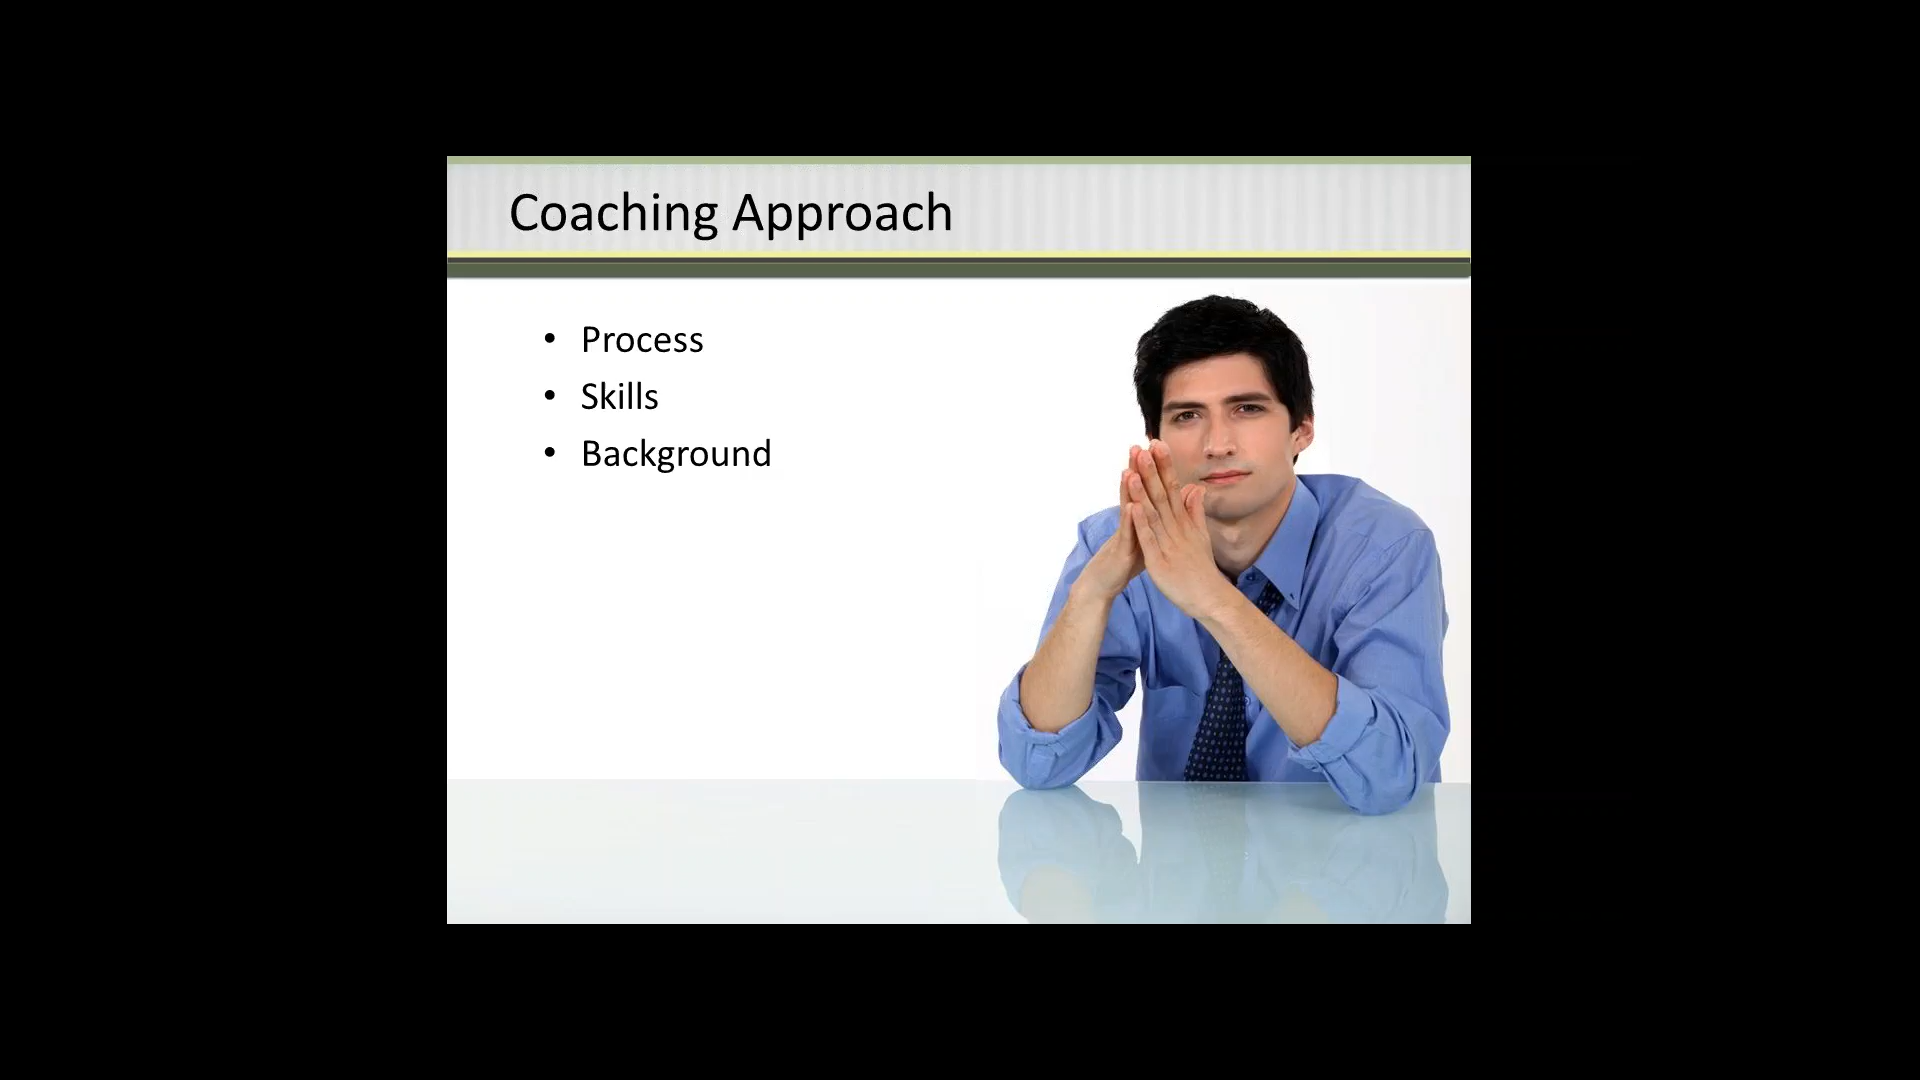 Coaching Approach
• Process
• Skills
• Background